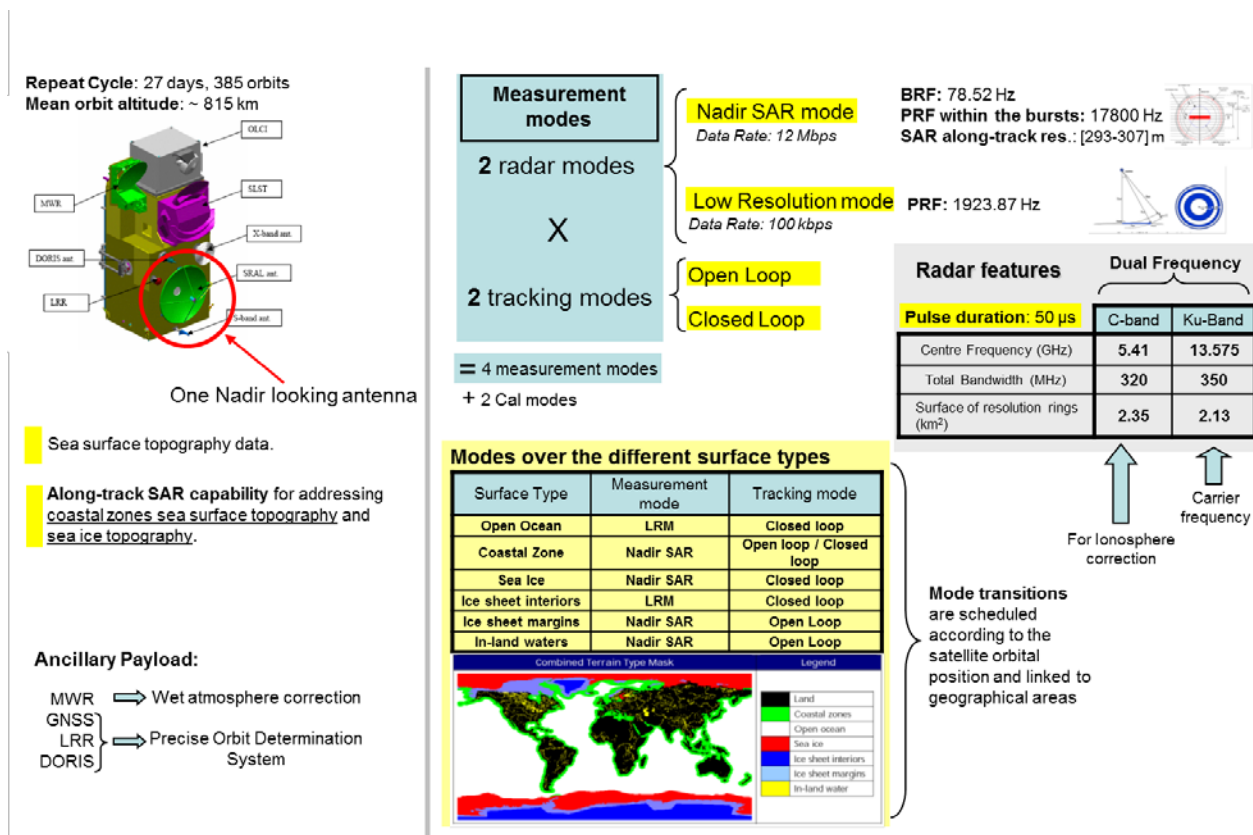 Repeat Cycle: 27 days, 385 orbits
Mean orbit altitude: ~ 815 km
OLCI
SLST
MWR
X-band ant.
DORIS ant.
SRAL ant.
LRR
S-band ant.
One Nadir looking antenna
Sea surface topography data.
Along-track SAR capability for addressing
coastal zones sea surface topography and
sea ice topography.
Ancillary Payload:
MWR
Wet atmosphere correction
GNSS
LRR
DORIS
Precise Orbit Determination
System
Measurement
modes
2 radar modes
X
2 tracking modes
= 4 measurement modes
+ 2 Cal modes
Nadir SAR mode
Data Rate: 12 Mbps
Low Resolution mode
Data Rate: 100 kbps
Open Loop
Closed Loop
BRF: 78.52 Hz
PRF within the bursts: 17800 Hz
SAR along-track res.: [293-307] m
PRF: 1923.87 Hz
Radar features
Dual Frequency
Pulse duration: 50 µs
C-band
Ku-Band
Centre Frequency (GHz)
5.41
13.575
Total Bandwidth (MHz)
320
350
Surface of resolution rings
(km²)
2.35
2.13
For Ionosphere
correction
Carrier
frequency
Modes over the different surface types
Surface Type
Measurement
mode
Tracking mode
Open Ocean
LRM
Closed loop
Coastal Zone
Nadir SAR
Open loop / Closed
loop
Sea Ice
Nadir SAR
Closed loop
Ice sheet interiors
LRM
Closed loop
Ice sheet margins
Nadir SAR
Open Loop
In-land waters
Nadir SAR
Open Loop
Combined Terrain Type Mask
Legend
Land
Coastal zones
Open ocean
Sea ice
Ice sheet interiors
Ice sheet margins
In-land water
Mode transitions
are scheduled
according to the
satellite orbital
position and linked to
geographical areas